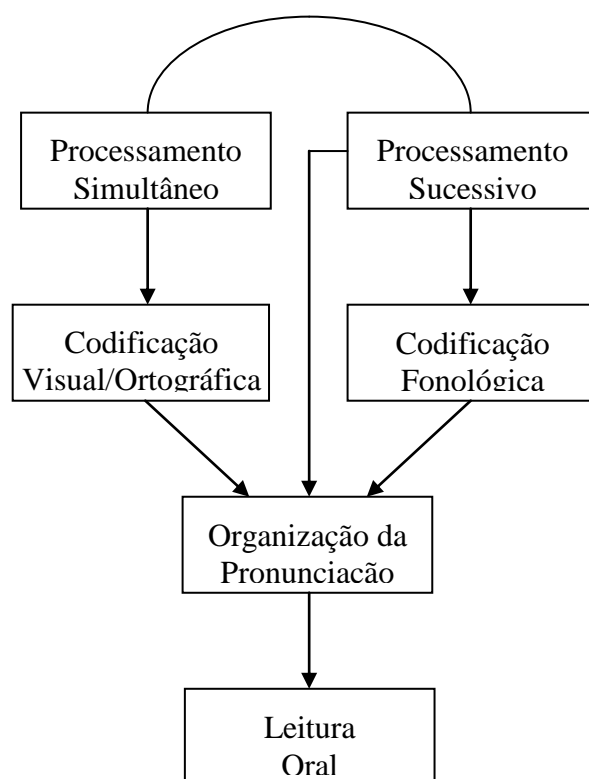 Processamento
Simultâneo
Processamento
Sucessivo
Codificação
Visual/Ortográfica
Codificação
Fonológica
Organização da
Pronunciacão
Leitura
Oral